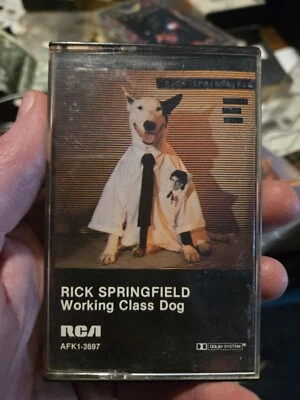 RICK SPRINGFIELD
RICK SPRINGFIELD
Working Class Dog
RCA
DOLBY SYSTEM
AFK1-3697